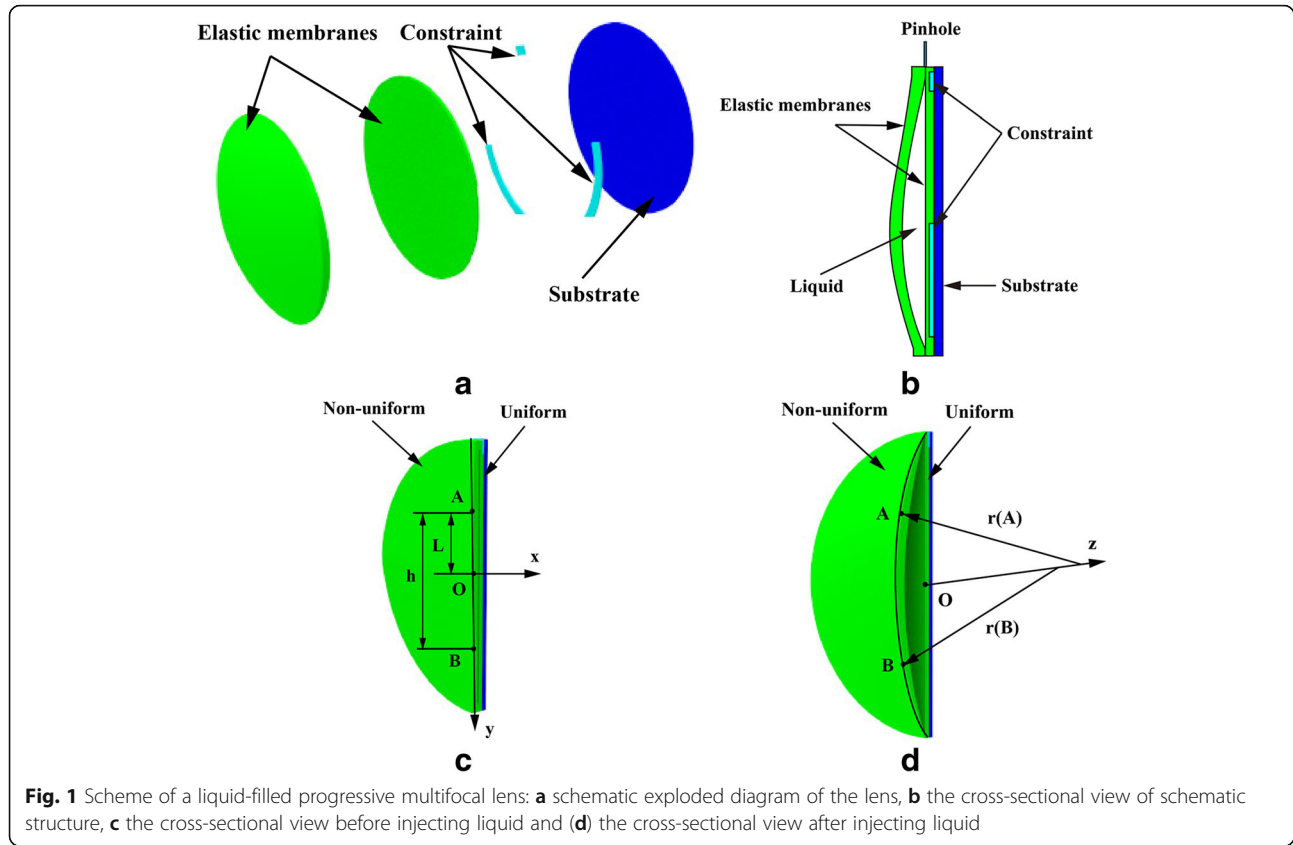 Elastic membranes
Constraint
Substrate
a
Pinhole
Elastic membranes
Constraint
Liquid
Substrate
b
Non-uniform
Uniform
A
L
h
x
O
B
y
c
Non-uniform
Uniform
A
r(A)
z
O
r(B)
B
d
Fig. 1 Scheme of a liquid-filled progressive multifocal lens: a schematic exploded diagram of the lens, b the cross-sectional view of schematic
structure, c the cross-sectional view before injecting liquid and (d) the cross-sectional view after injecting liquid